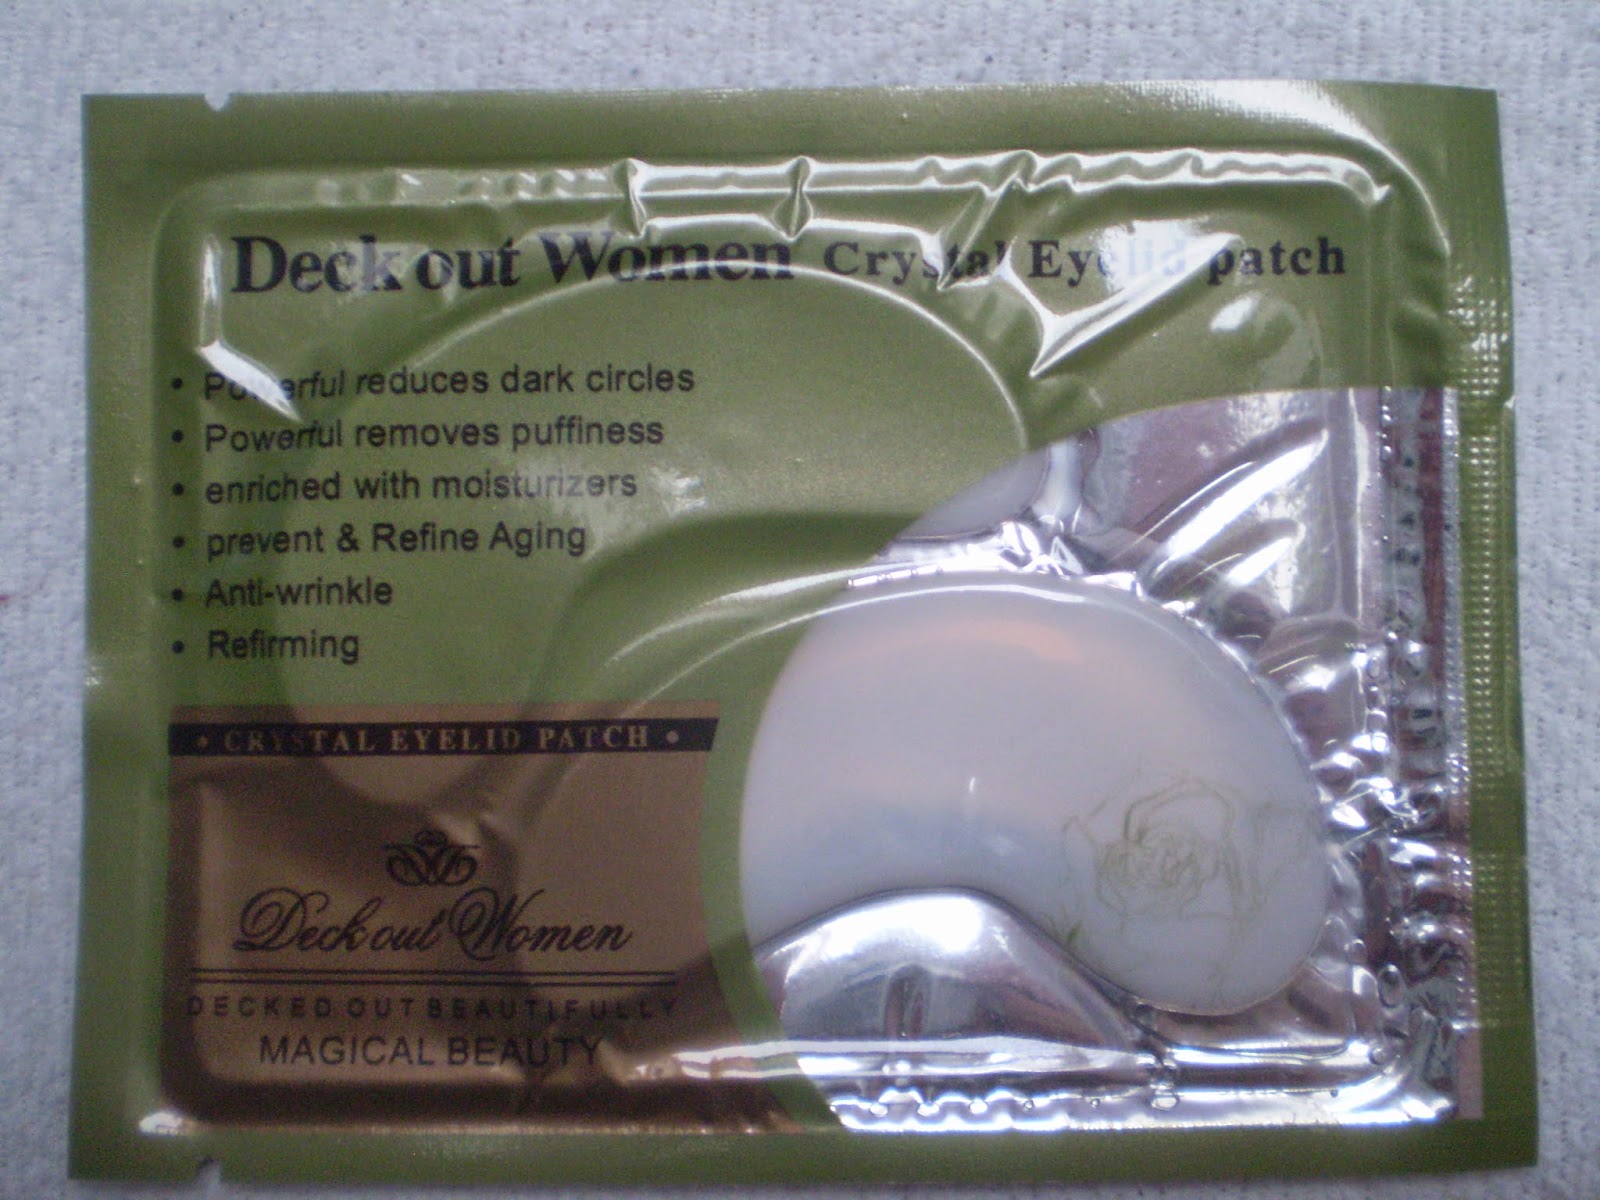 Deck out Women Crystal Eyelid patch
• Powerful reduces dark circles
• Powerful removes puffiness
• enriched with moisturizers
• prevent & Refine Aging
• Anti-wrinkle
• Refirming
• CRYSTAL EYELID PATCH •
Deck out Women
DECKED OUT BEAUTIFULLY
MAGICAL BEAUTY